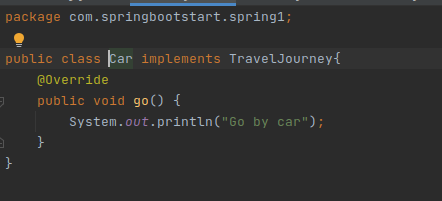 package com.springbootstart.spring1;
public class Car implements TravelJourney{
@Override
public void go() {
System.out.println("Go by car");
}
}